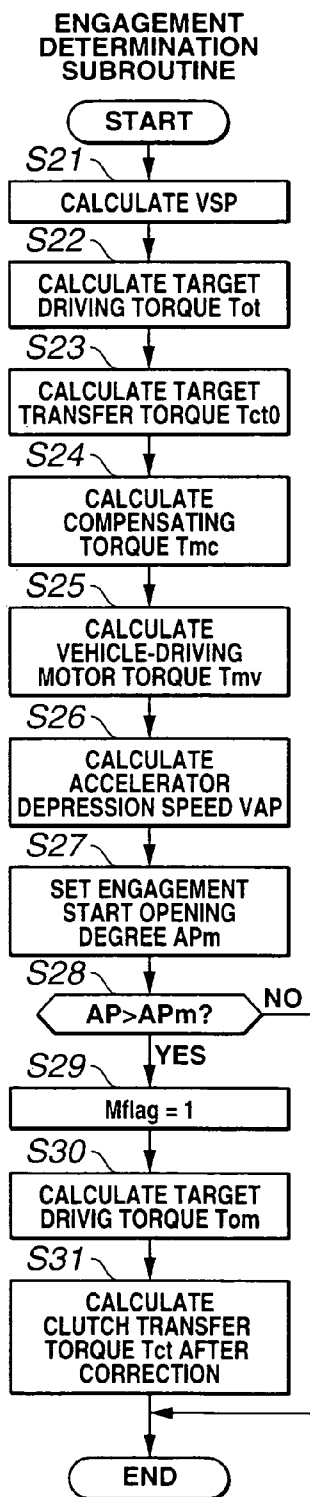 ENGAGEMENT
DETERMINATION
SUBROUTINE
START
S21
CALCULATE VSP
S22
CALCULATE TARGET
DRIVING TORQUE Tot
S23
CALCULATE TARGET
TRANSFER TORQUE Tct0
S24
CALCULATE
COMPENSATING
TORQUE Tmc
S25
CALCULATE
VEHICLE-DRIVING
MOTOR TORQUE Tmv
S26
CALCULATE
ACCELERATOR
DEPRESSION SPEED VAP
S27
SET ENGAGEMENT
START OPENING
DEGREE APm
S28
AP>APm?
NO
YES
S29
Mflag = 1
S30
CALCULATE TARGET
DRIVIG TORQUE Tom
S31
CALCULATE
CLUTCH TRANSFER
TORQUE Tct AFTER
CORRECTION
END